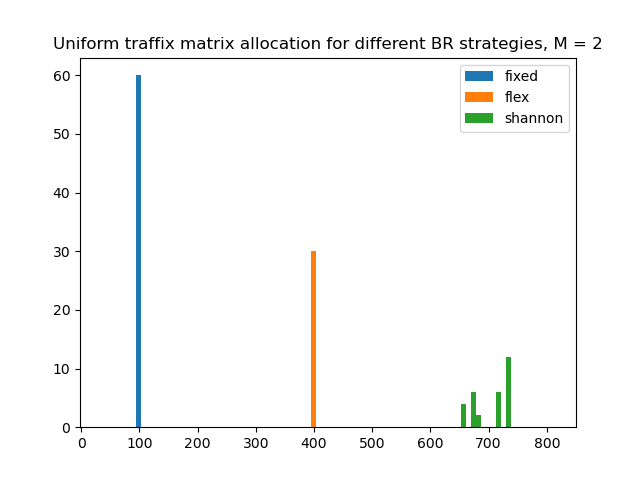 Uniform traffix matrix allocation for different BR strategies, M = 2
60
50
40
30
20
10
0
fixed
flex
shannon
0 100 200 300 400 500 600 700 800